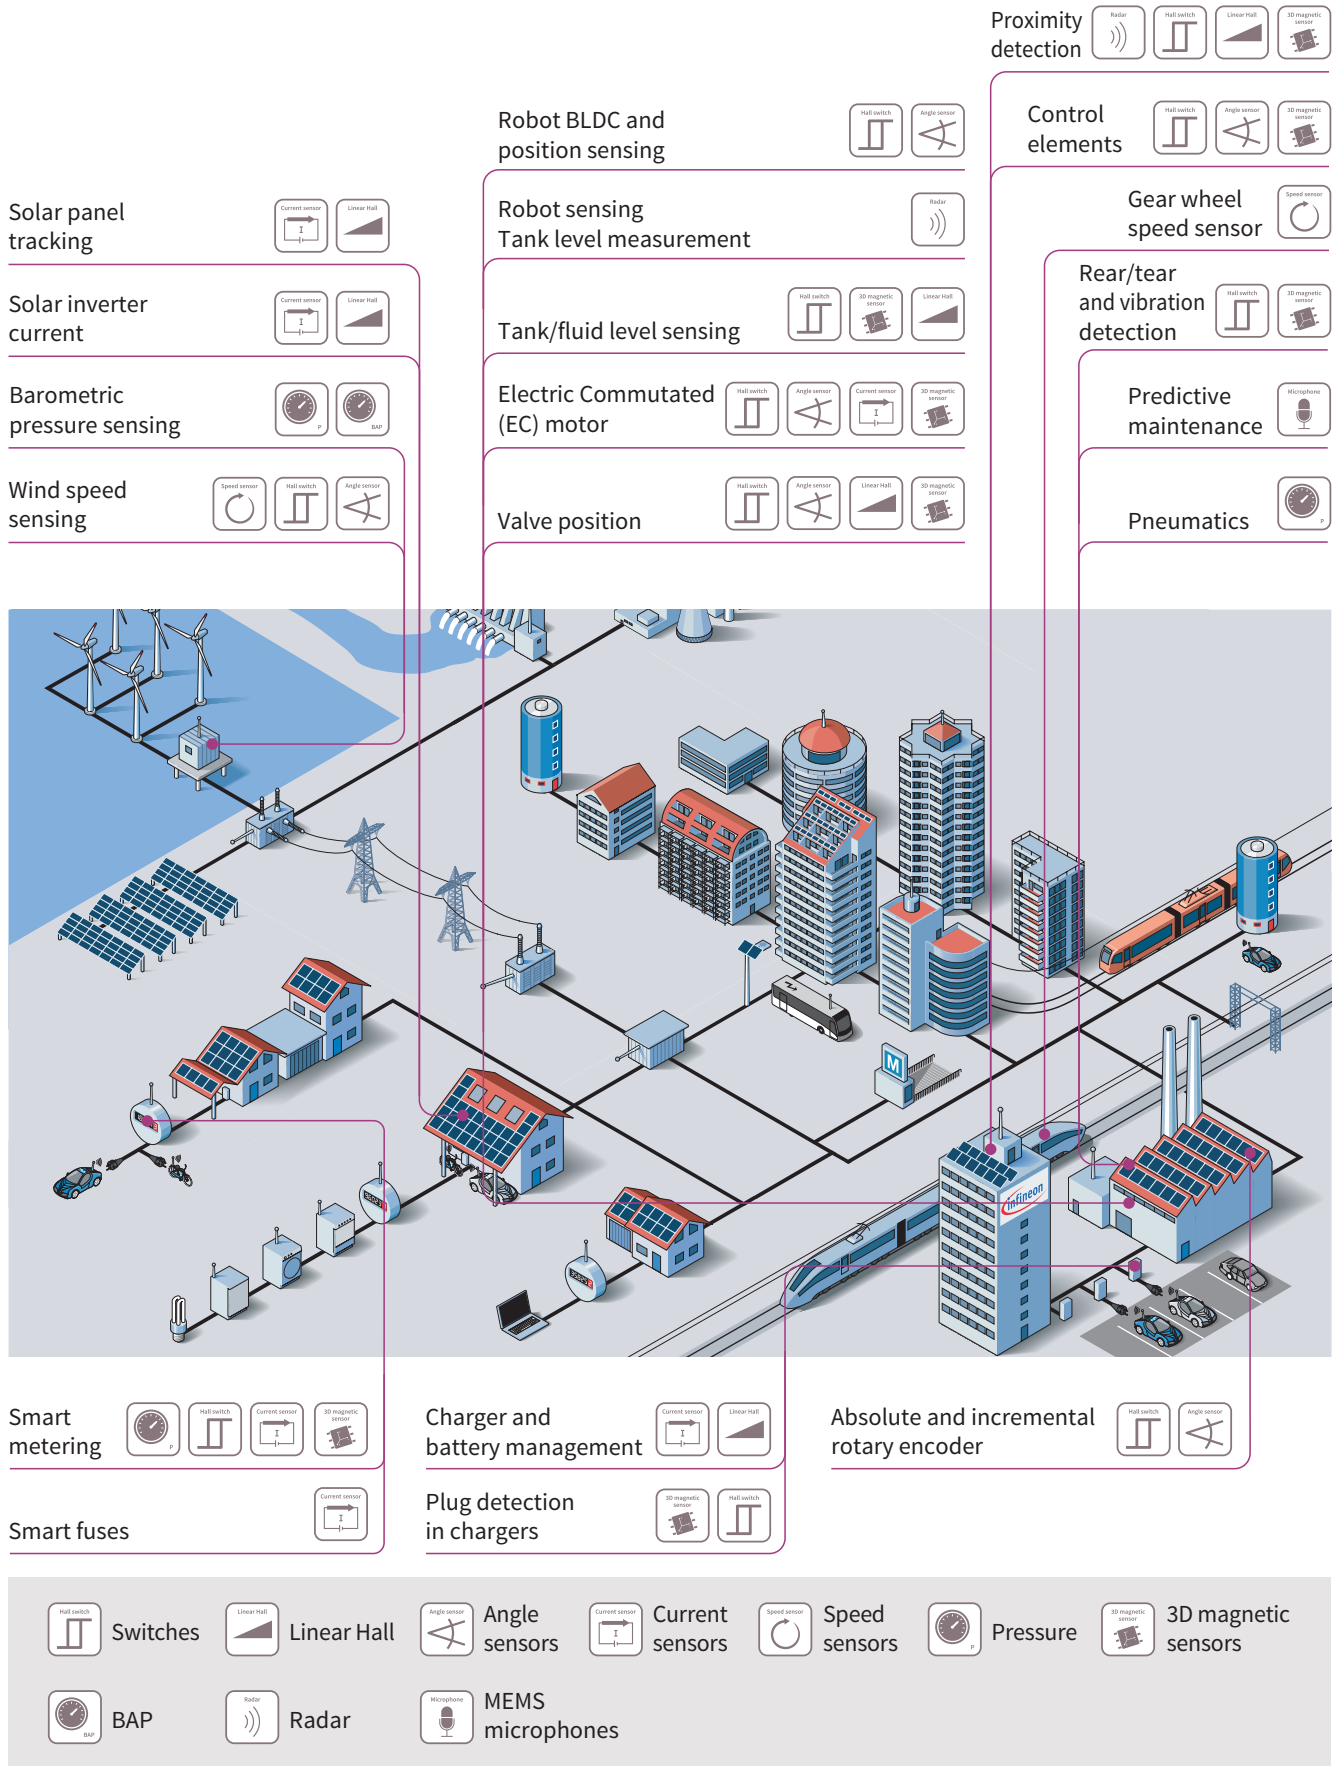 Proximity
detection
Radar
Hall switch
Linear Hall
3D magnetic
sensor
Control
elements
Hall switch
Angle sensor
3D magnetic
sensor
Robot BLDC and
position sensing
Hall switch
Angle sensor
Gear wheel
speed sensor
Speed sensor
Solar panel
tracking
Current sensor
I
Linear Hall
Robot sensing
Tank level measurement
Radar
Rear/tear
and vibration
detection
Hall switch
3D magnetic
sensor
Solar inverter
current
Current sensor
I
Linear Hall
Tank/fluid level sensing
Hall switch
3D magnetic
sensor
Linear Hall
Barometric
pressure sensing
P
BAP
Electric Commutated
(EC) motor
Hall switch
Angle sensor
Current sensor
I
3D magnetic
sensor
Predictive
maintenance
Microphone
Wind speed
sensing
Speed sensor
Hall switch
Angle sensor
Valve position
Hall switch
Angle sensor
Linear Hall
3D magnetic
sensor
Pneumatics
P
M
infineon
Smart
metering
P
Hall switch
Current sensor
I
3D magnetic
sensor
Charger and
battery management
Current sensor
I
Linear Hall
Absolute and incremental
rotary encoder
Hall switch
Angle sensor
Smart fuses
Current sensor
I
Plug detection
in chargers
3D magnetic
sensor
Hall switch
Hall switch
Switches
Linear Hall
Linear Hall
Angle sensor
Angle
sensors
Current sensor
I
Current
sensors
Speed sensor
Speed
sensors
P
Pressure
3D magnetic
sensor
3D magnetic
sensors
BAP
BAP
Radar
Radar
Microphone
MEMS
microphones